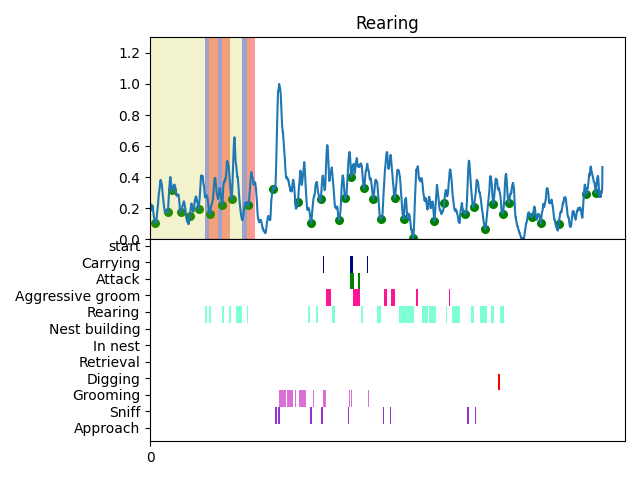 Rearing
1.2
1.0
0.8
0.6
0.4
0.2
0.0
start
Carrying
Attack
Aggressive groom
Rearing
Nest building
In nest
Retrieval
Digging
Grooming
Sniff
Approach
0